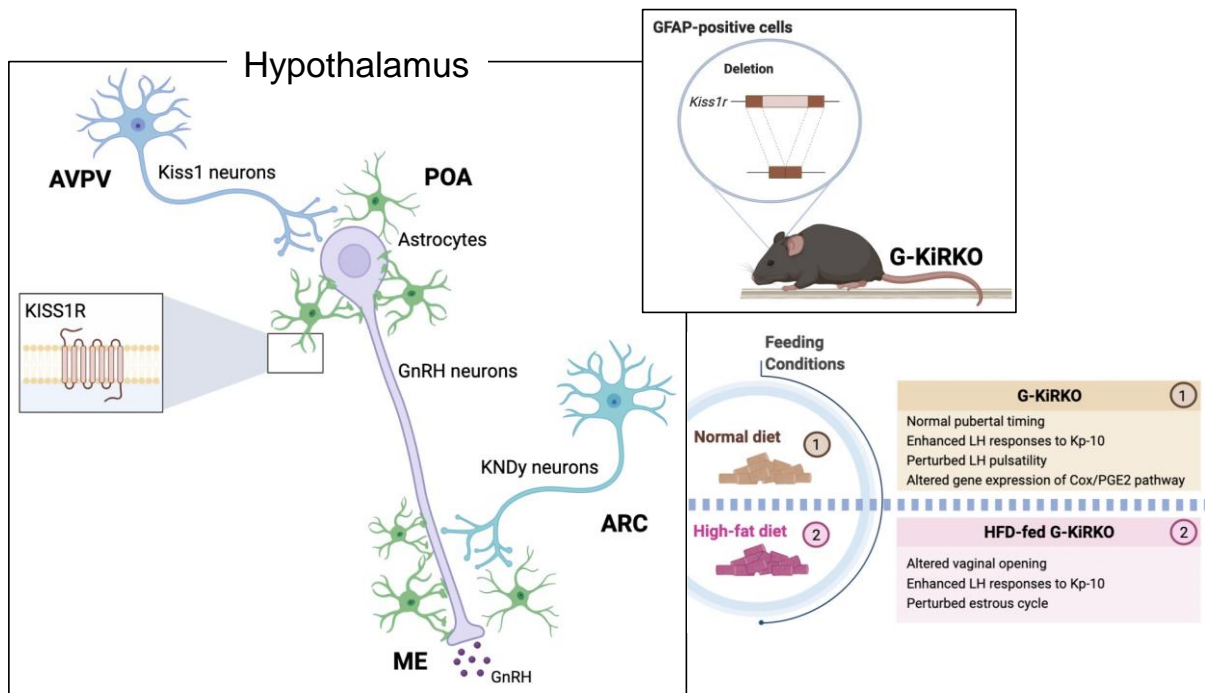 Hypothalamus
AVPV
Kiss1 neurons
POA
Astrocytes
KISS1R
GnRH neurons
KNDy neurons
ARC
ME
GnRH
GFAP-positive cells
Deletion
Kiss1r
G-KiRKO
Feeding
Conditions
Normal diet
1
High-fat diet
2
G-KiRKO
1
Normal pubertal timing
Enhanced LH responses to Kp-10
Perturbed LH pulsatility
Altered gene expression of Cox/PGE2 pathway
HFD-fed G-KiRKO
2
Altered vaginal opening
Enhanced LH responses to Kp-10
Perturbed estrous cycle